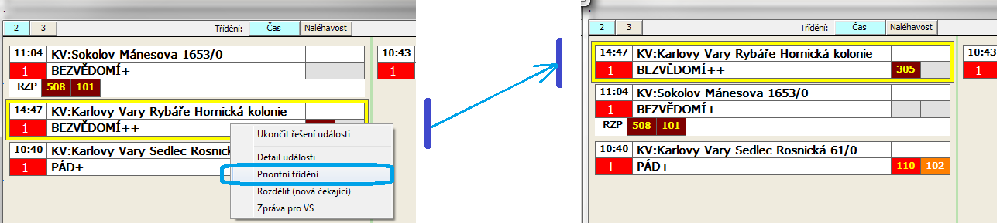 2 3 Třídění: Čas Naléhavost
11:04 KV:Sokolov Mánesova 1653/0
1 BEZVĚDOMÍ+
RZP 508 101
14:47 KV:Karlovy Vary Rybáře Hornická kolonie
1 BEZVĚDOMÍ++
10:40 KV:Karlovy Vary Sedlec Rosnick
1 PÁD+
10:43
1
Ukončit řešení události
Detail události
Prioritní třídění
Rozdělit (nová čekající)
Zpráva pro VS
2 3 Třídění: Čas Naléhavost
14:47 KV:Karlovy Vary Rybáře Hornická kolonie
1 BEZVĚDOMÍ++ 305
11:04 KV:Sokolov Mánesova 1653/0
1 BEZVĚDOMÍ+
RZP 508 101
10:40 KV:Karlovy Vary Sedlec Rosnická 61/0
1 PÁD+ 110 102
10:43
1